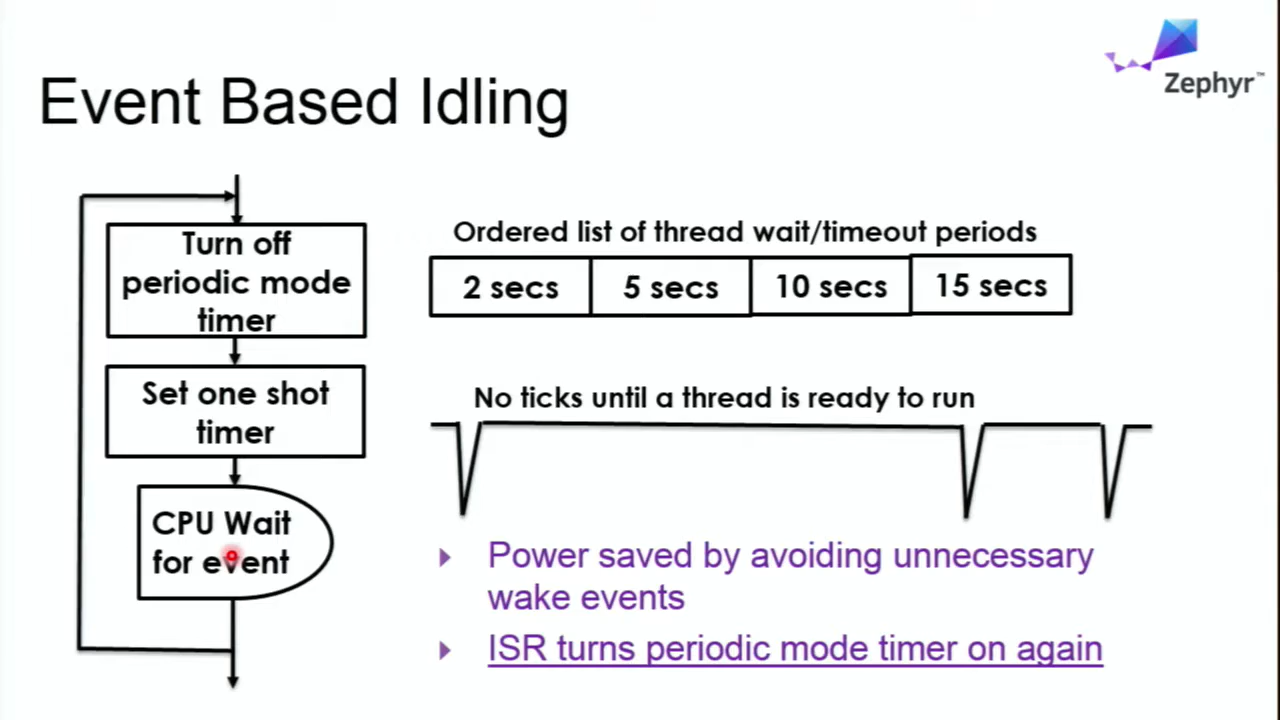 Zephyr™
Event Based Idling
Turn off
periodic mode
timer
Set one shot
timer
CPU Wait
for event
Ordered list of thread wait/timeout periods
2 secs 5 secs 10 secs 15 secs
No ticks until a thread is ready to run
Power saved by avoiding unnecessary
wake events
ISR turns periodic mode timer on again